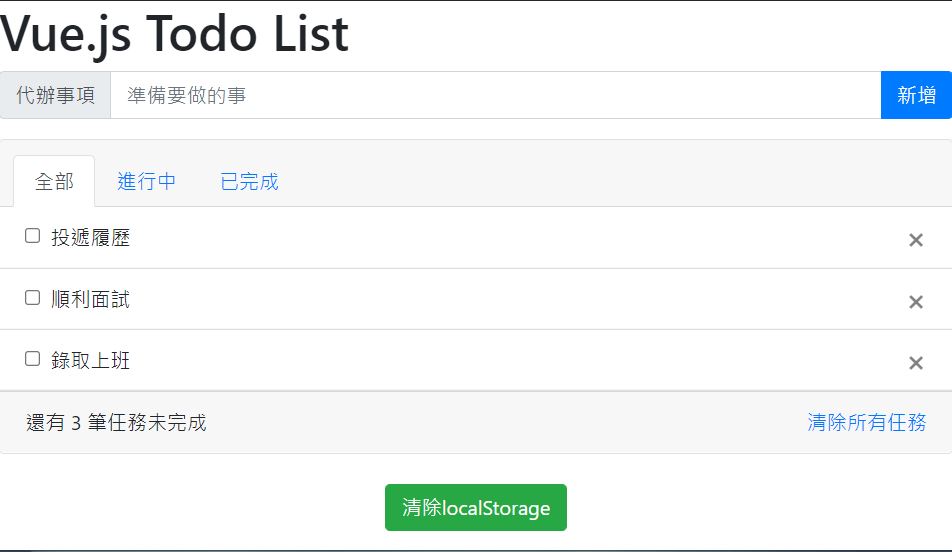 Vue.js Todo List
代辦事項 準備要做的事 新增
全部 進行中 已完成
投遞履歷 ×
順利面試 ×
錄取上班 ×
還有 3 筆任務未完成 清除所有任務
清除localStorage